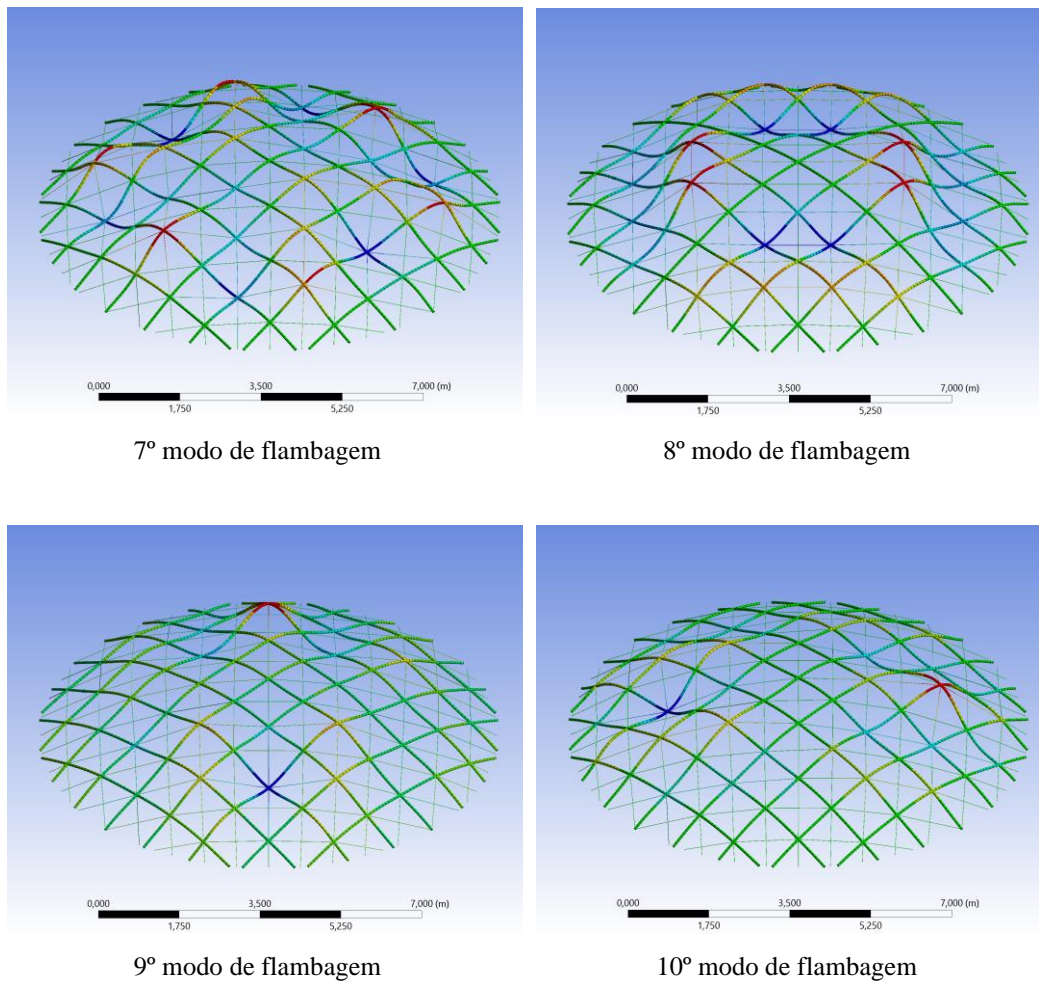 0,000 3,500 7,000 (m)
1,750 5,250
7º modo de flambagem
0,000 3,500 7,000 (m)
1,750 5,250
8º modo de flambagem
0,000 3,500 7,000 (m)
1,750 5,250
9º modo de flambagem
0,000 3,500 7,000 (m)
1,750 5,250
10º modo de flambagem